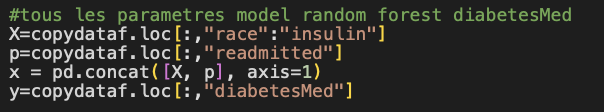 #tous les parametres model random forest diabetesMed
X=copydataf.loc[:,"race":"insulin"]
p=copydataf.loc[:,"readmitted"]
x = pd.concat([X, p], axis=1)
y=copydataf.loc[:,"diabetesMed"]